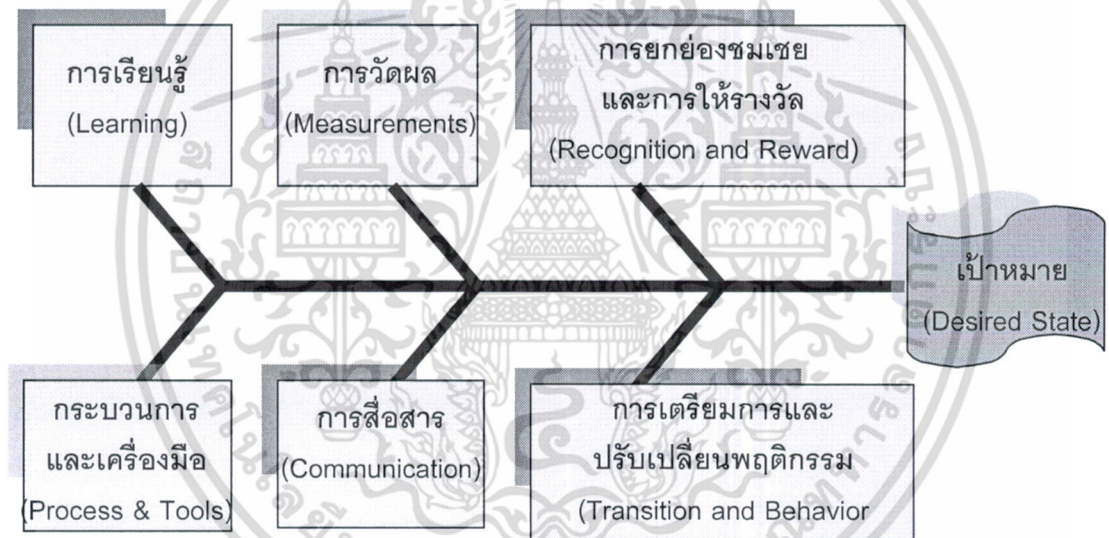 การเรียนรู้
(Learning)
การวัดผล
(Measurements)
การยกย่องชมเชย
และการให้รางวัล
(Recognition and Reward)
เป้าหมาย
(Desired State)
กระบวนการ
และเครื่องมือ
(Process & Tools)
การสื่อสาร
(Communication)
การเตรียมการและ
ปรับเปลี่ยนพฤติกรรม
(Transition and Behavior